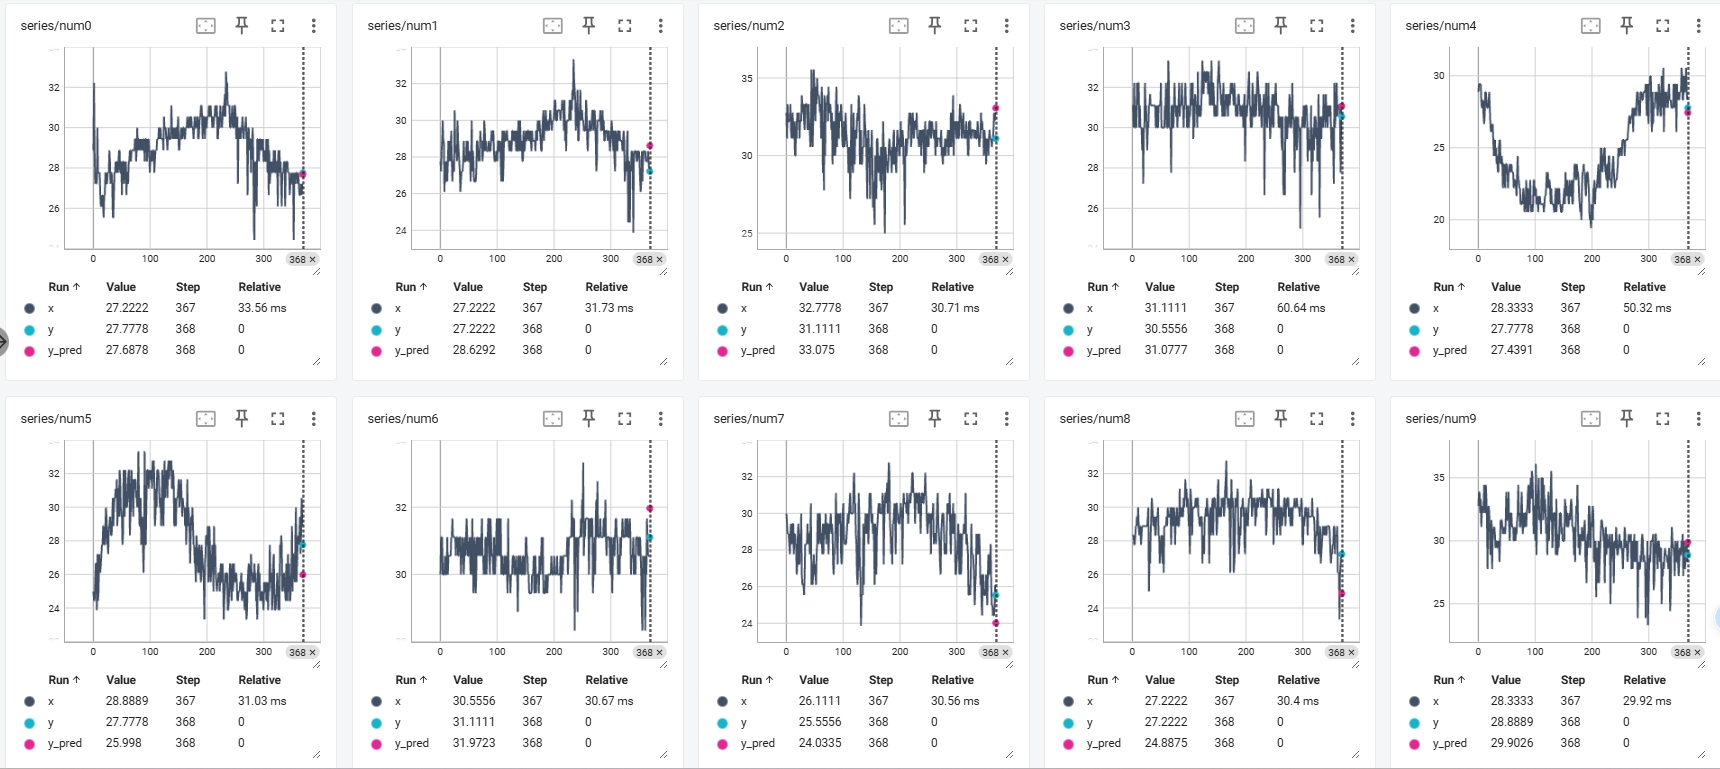 series/num0
32
30
28
26
0 100 200 300 368 ×
Run ↑ Value Step Relative
x 27.2222 367 33.56 ms
y 27.7778 368 0
y_pred 27.6878 368 0
series/num1
32
30
28
26
24
0 100 200 300 368 ×
Run ↑ Value Step Relative
x 27.2222 367 31.73 ms
y 27.2222 368 0
y_pred 28.6292 368 0
series/num2
35
30
25
0 100 200 300 368 ×
Run ↑ Value Step Relative
x 32.7778 367 30.71 ms
y 31.1111 368 0
y_pred 33.075 368 0
series/num3
32
30
28
26
0 100 200 300 368 ×
Run ↑ Value Step Relative
x 31.1111 367 60.64 ms
y 30.5556 368 0
y_pred 31.0777 368 0
series/num4
30
25
20
0 100 200 300 368 ×
Run ↑ Value Step Relative
x 28.3333 367 50.32 ms
y 27.7778 368 0
y_pred 27.4391 368 0
series/num5
32
30
28
26
24
0 100 200 300 368 ×
Run ↑ Value Step Relative
x 28.8889 367 31.03 ms
y 27.7778 368 0
y_pred 25.998 368 0
series/num6
32
30
0 100 200 300 368 ×
Run ↑ Value Step Relative
x 30.5556 367 30.67 ms
y 31.1111 368 0
y_pred 31.9723 368 0
series/num7
32
30
28
26
24
0 100 200 300 368 ×
Run ↑ Value Step Relative
x 26.1111 367 30.56 ms
y 25.5556 368 0
y_pred 24.0335 368 0
series/num8
32
30
28
26
24
0 100 200 300 368 ×
Run ↑ Value Step Relative
x 27.2222 367 30.4 ms
y 27.2222 368 0
y_pred 24.8875 368 0
series/num9
35
30
25
0 100 200 300 368 ×
Run ↑ Value Step Relative
x 28.3333 367 29.92 ms
y 28.8889 368 0
y_pred 29.9026 368 0